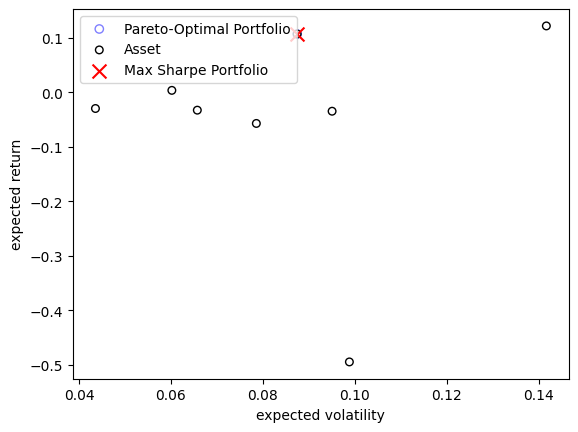 Pareto-Optimal Portfolio
Asset
Max Sharpe Portfolio
0.1
0.0
−0.1
−0.2
−0.3
−0.4
−0.5
expected return
0.04
0.06
0.08
0.10
0.12
0.14
expected volatility